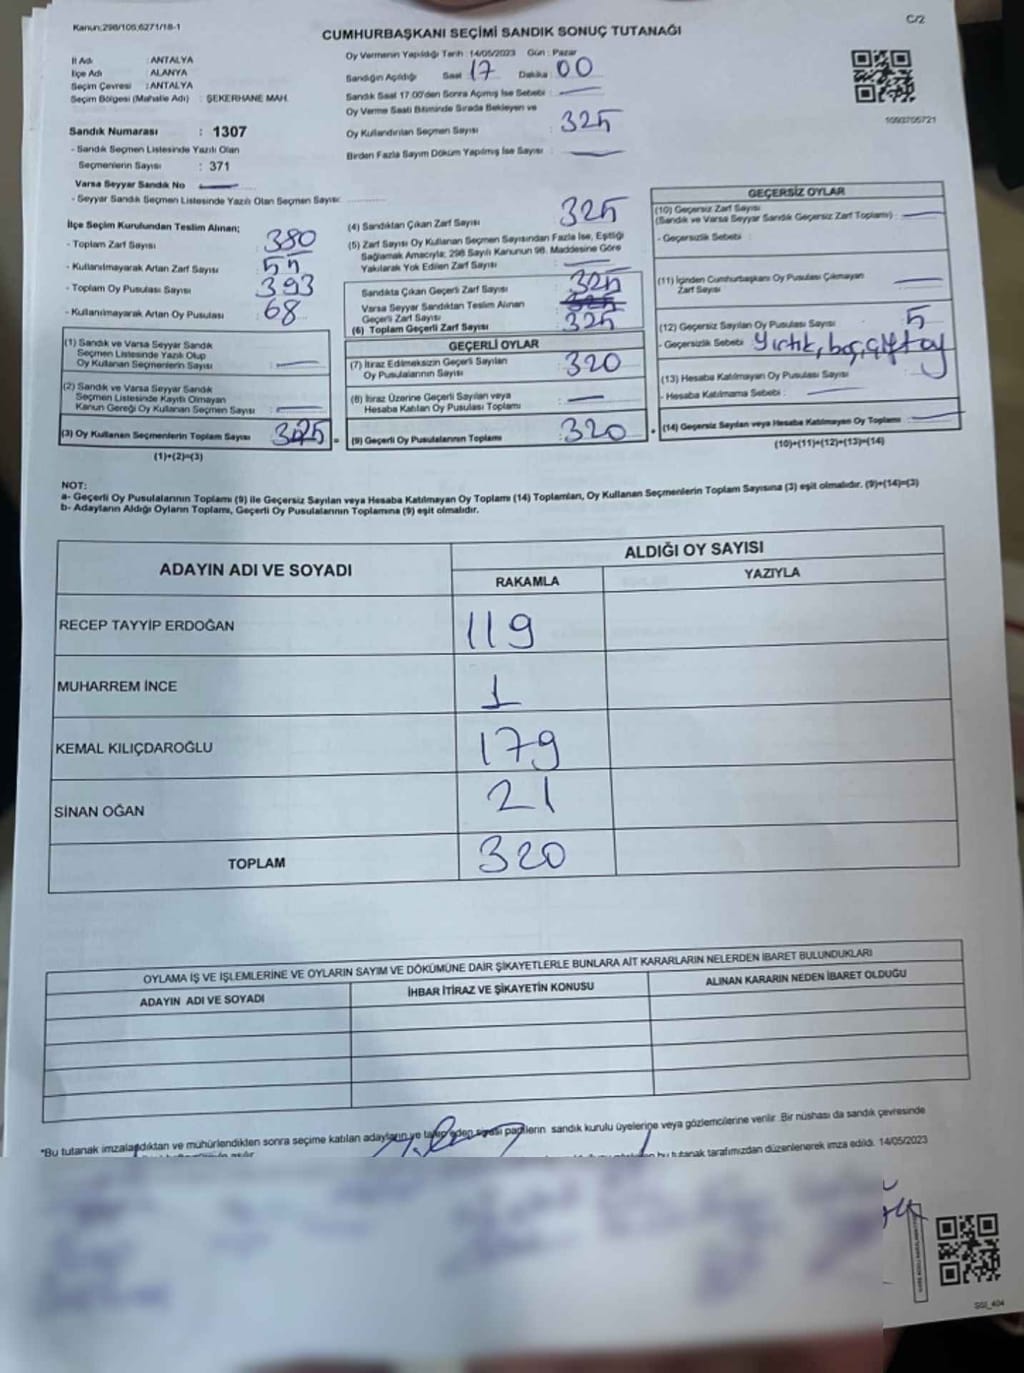 Kanun:298/105;6271/18-1
C/2
CUMHURBAŞKANI SEÇİMİ SANDIK SONUÇ TUTANAĞI
İl Adı : ANTALYA
İlçe Adı : ALANYA
Seçim Çevresi : ANTALYA
Seçim Bölgesi (Mahalle Adı) : ŞEKERHANE MAH.
Oy Vermenin Yapıldığı Tarih : 14/05/2023 Gün : Pazar
Sandığın Açıldığı Saat 17 Dakika : 00
Sandık Saat 17.00'den Sonra Açımış İse Sebebi :
Oy Verme Saati Bitiminde Sırada Bekleyen ve
Oy Kullandırılan Seçmen Sayısı : 325
Birden Fazla Sayım Döküm Yapılmış İse Sayısı :
1093705721
Sandık Numarası : 1307
- Sandık Seçmen Listesinde Yazılı Olan
Seçmenlerin Sayısı : 371
Varsa Seyyar Sandık No
- Seyyar Sandık Seçmen Listesinde Yazılı Olan Seçmen Sayısı:
İlçe Seçim Kurulundan Teslim Alınan;
- Toplam Zarf Sayısı : 380
- Kullanılmayarak Artan Zarf Sayısı : 55
- Toplam Oy Pusulası Sayısı : 393
- Kullanılmayarak Artan Oy Pusulası : 68
(1) Sandık ve Varsa Seyyar Sandık
Seçmen Listesinde Yazılı Olup
Oy Kullanan Seçmenlerin Sayısı :
(2) Sandık ve Varsa Seyyar Sandık
Seçmen Listesinde Kayıtlı Olmayan
Kanun Gereği Oy Kullanan Seçmen Sayısı :
(3) Oy Kullanan Seçmenlerin Toplam Sayısı : 325 =
(1)+(2)=(3)
(4) Sandıktan Çıkan Zarf Sayısı : 325
(5) Zarf Sayısı Oy Kullanan Seçmen Sayısından Fazla İse, Eşitliği
Sağlamak Amacıyla; 298 Sayılı Kanunun 98. Maddesine Göre
Yakılarak Yok Edilen Zarf Sayısı :
Sandıkta Çıkan Geçerli Zarf Sayısı : 325
Varsa Seyyar Sandıktan Teslim Alınan
Geçerli Zarf Sayısı : 325
(6) Toplam Geçerli Zarf Sayısı : 325
GEÇERLİ OYLAR
(7) İtiraz Edilmeksizin Geçerli Sayılan
Oy Pusulalarının Sayısı : 320
(8) İtiraz Üzerine Geçerli Sayılan veya
Hesaba Katılan Oy Pusulası Toplamı :
(9) Geçerli Oy Pusulalarının Toplamı : 320 +
GEÇERSİZ OYLAR
(10) Geçersiz Zarf Sayısı
(Sandık ve Varsa Seyyar Sandık Geçersiz Zarf Toplamı) :
- Geçersizlik Sebebi :
(11) İçinden Cumhurbaşkanı Oy Pusulası Çıkmayan
Zarf Sayısı :
(12) Geçersiz Sayılan Oy Pusulası Sayısı : 5
- Geçersizlik Sebebi : Yırtık, boş, çift oy
(13) Hesaba Katılmayan Oy Pusulası Sayısı :
- Hesaba Katılmama Sebebi :
(14) Geçersiz Sayılan veya Hesaba Katılmayan Oy Toplamı :
(10)+(11)+(12)+(13)=(14)
NOT:
a- Geçerli Oy Pusulalarının Toplamı (9) ile Geçersiz Sayılan veya Hesaba Katılmayan Oy Toplamı (14) Toplamları, Oy Kullanan Seçmenlerin Toplam Sayısına (3) eşit olmalıdır. (9)+(14)=(3)
b- Adayların Aldığı Oyların Toplamı, Geçerli Oy Pusulalarının Toplamına (9) eşit olmalıdır.
ADAYIN ADI VE SOYADI
ALDIĞI OY SAYISI
RAKAMLA YAZIYLA
RECEP TAYYİP ERDOĞAN 119
MUHARREM İNCE 1
KEMAL KILIÇDAROĞLU 179
SİNAN OĞAN 21
TOPLAM 320
OYLAMA İŞ VE İŞLEMLERİNE VE OYLARIN SAYIM VE DÖKÜMÜNE DAİR ŞİKAYETLERLE BUNLARA AİT KARARLARIN NELERDEN İBARET BULUNDUKLARI
ADAYIN ADI VE SOYADI İHBAR İTİRAZ VE ŞİKAYETİN KONUSU ALINAN KARARIN NEDEN İBARET OLDUĞU
*Bu tutanak imzalandıktan ve mühürlendikten sonra seçime katılan adayların ve talep eden siyasi partilerin sandık kurulu üyelerine veya gözlemcilerine verilir. Bir nüshası da sandık çevresinde
bu tutanak tarafımızdan düzenlenerek imza edildi. 14/05/2023
SGI_404